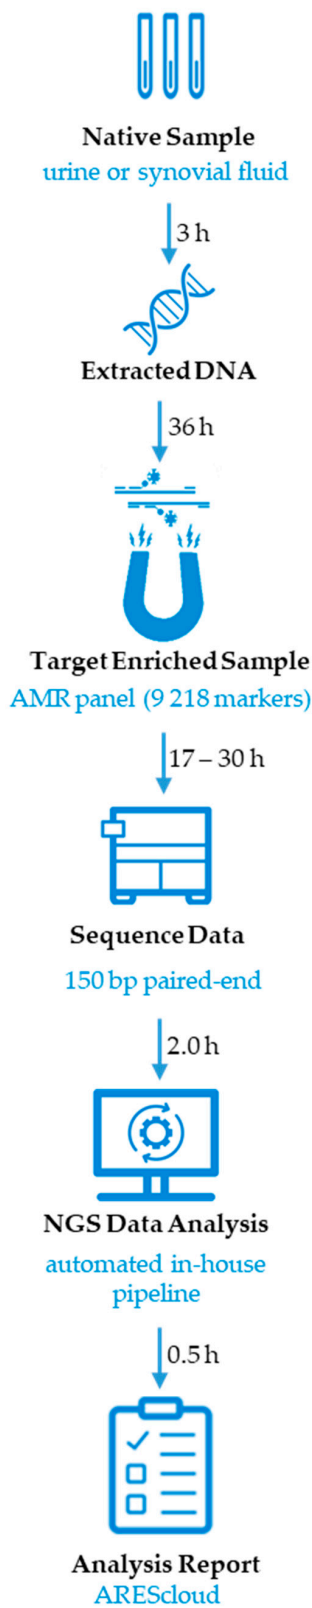 Native Sample
urine or synovial fluid
3 h
Extracted DNA
36 h
Target Enriched Sample
AMR panel (9 218 markers)
17 – 30 h
Sequence Data
150 bp paired-end
2.0 h
NGS Data Analysis
automated in-house
pipeline
0.5 h
Analysis Report
AREScloud